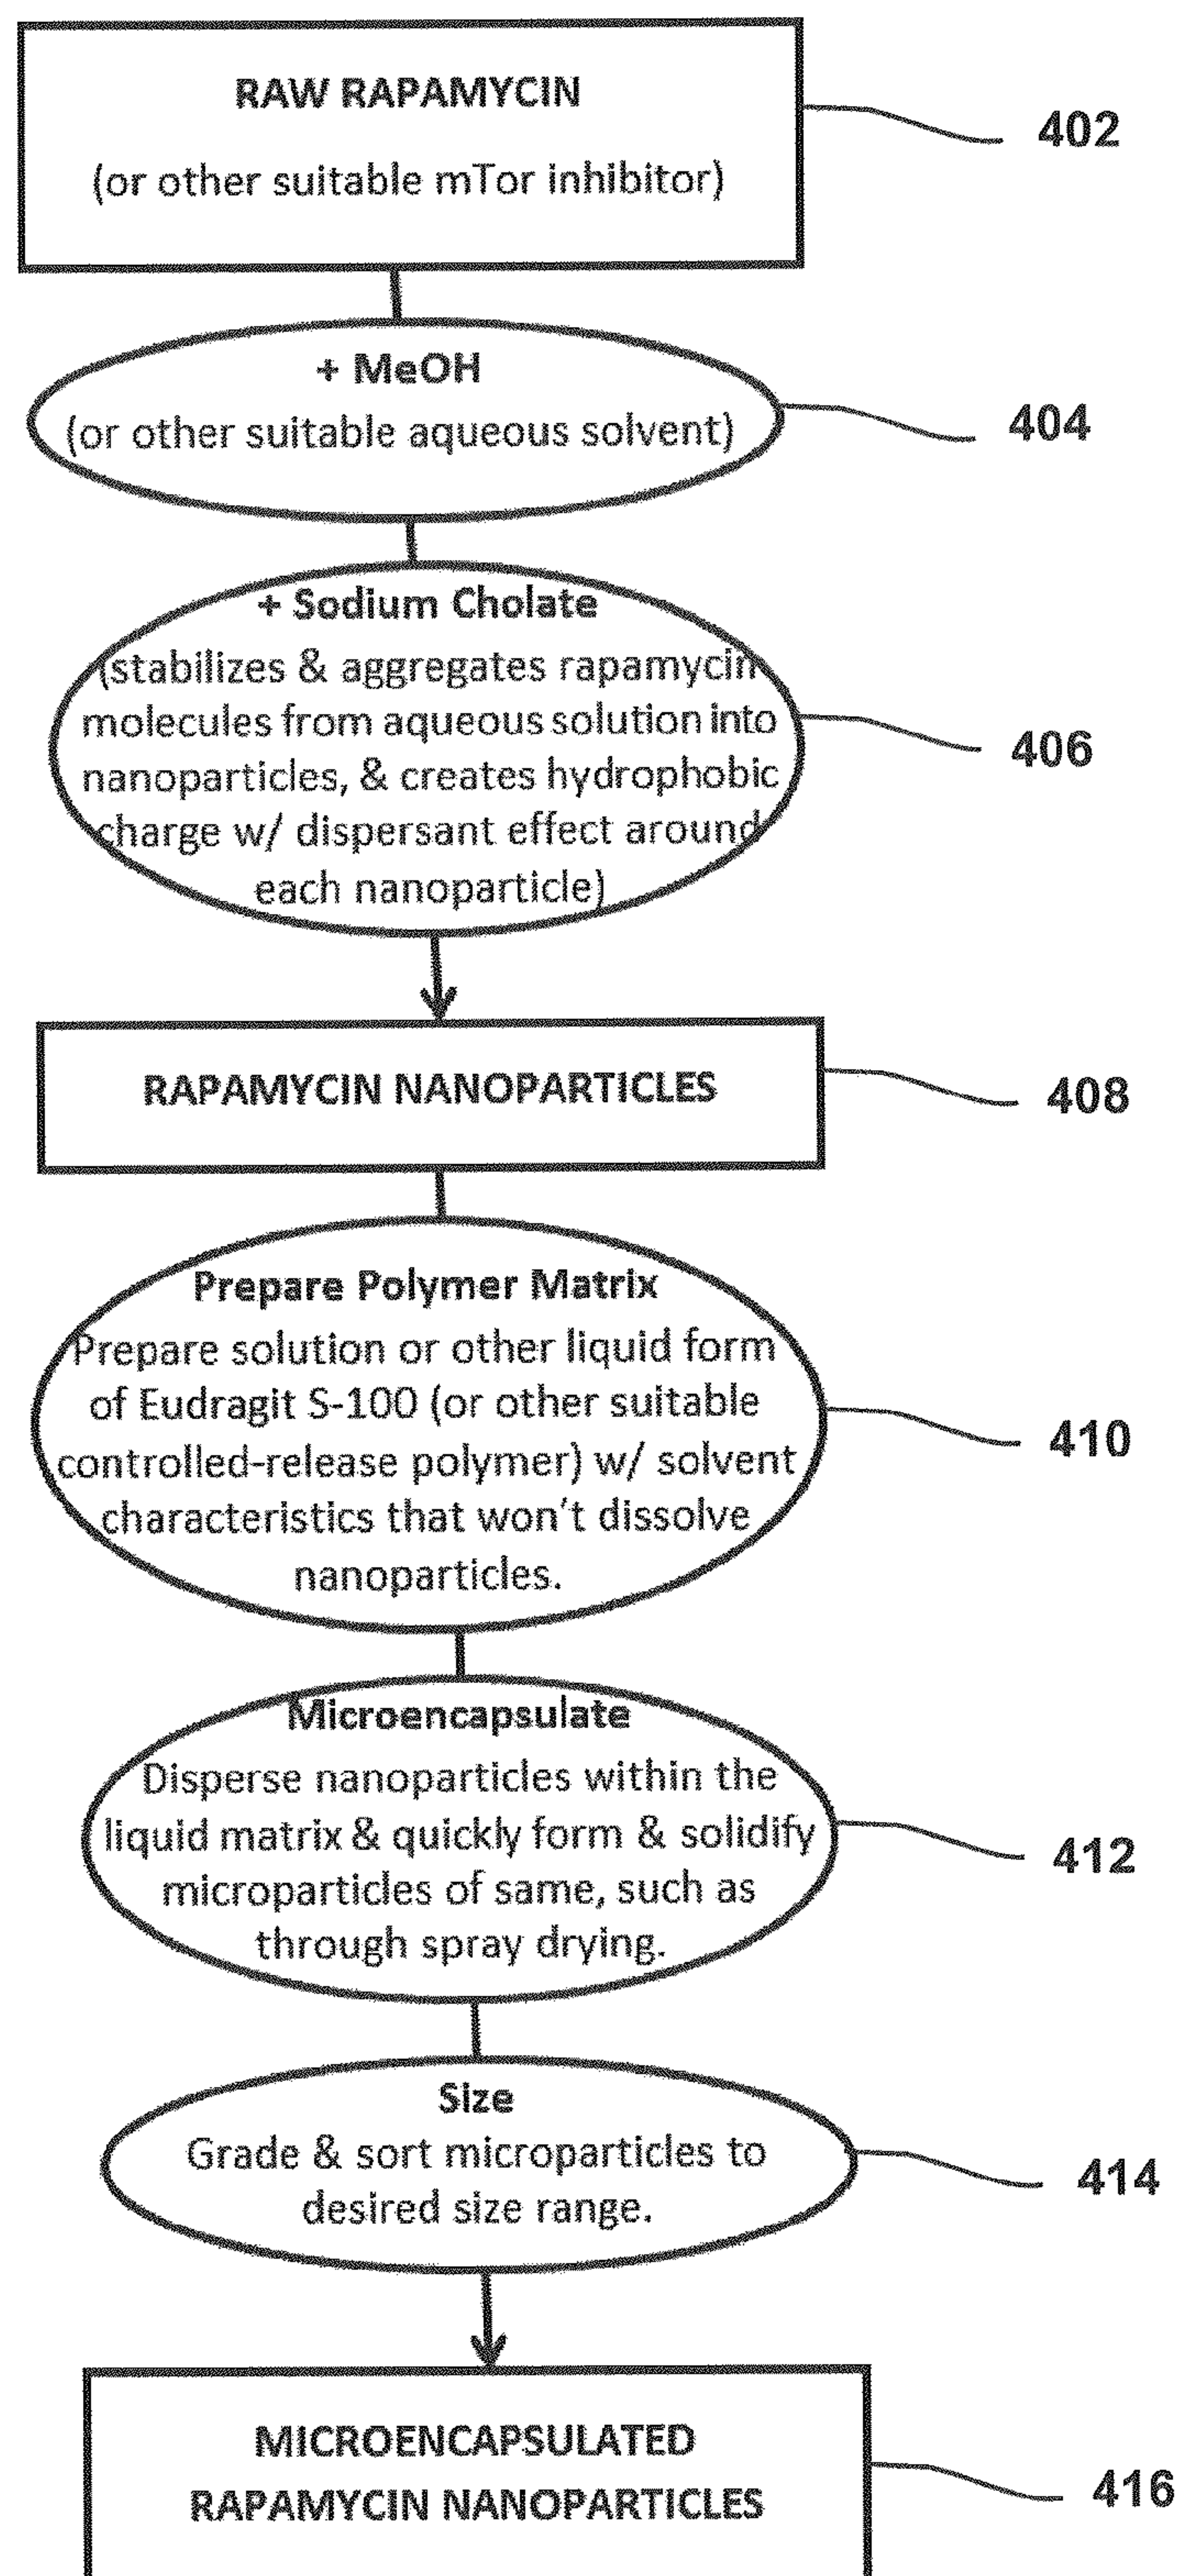 RAW RAPAMYCIN
(or other suitable mTor inhibitor)
402
+ MeOH
(or other suitable aqueous solvent)
404
+ Sodium Cholate
(stabilizes & aggregates rapamycin
molecules from aqueous solution into
nanoparticles, & creates hydrophobic
charge w/ dispersant effect around
each nanoparticle)
406
RAPAMYCIN NANOPARTICLES
408
Prepare Polymer Matrix
Prepare solution or other liquid form
of Eudragit S-100 (or other suitable
controlled-release polymer) w/ solvent
characteristics that won't dissolve
nanoparticles.
410
Microencapsulate
Disperse nanoparticles within the
liquid matrix & quickly form & solidify
microparticles of same, such as
through spray drying.
412
Size
Grade & sort microparticles to
desired size range.
414
MICROENCAPSULATED
RAPAMYCIN NANOPARTICLES
416